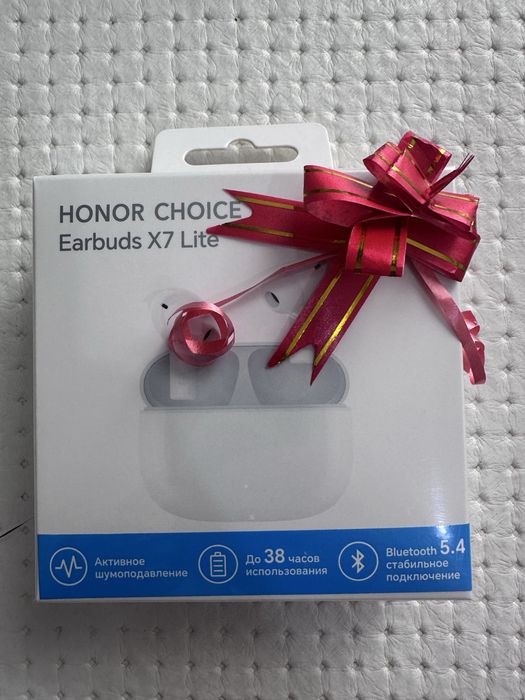 HONOR CHOICE
Earbuds X7 Lite
Активное
шумоподавление
До 38 часов
использования
Bluetooth 5.4
стабильное
подключение